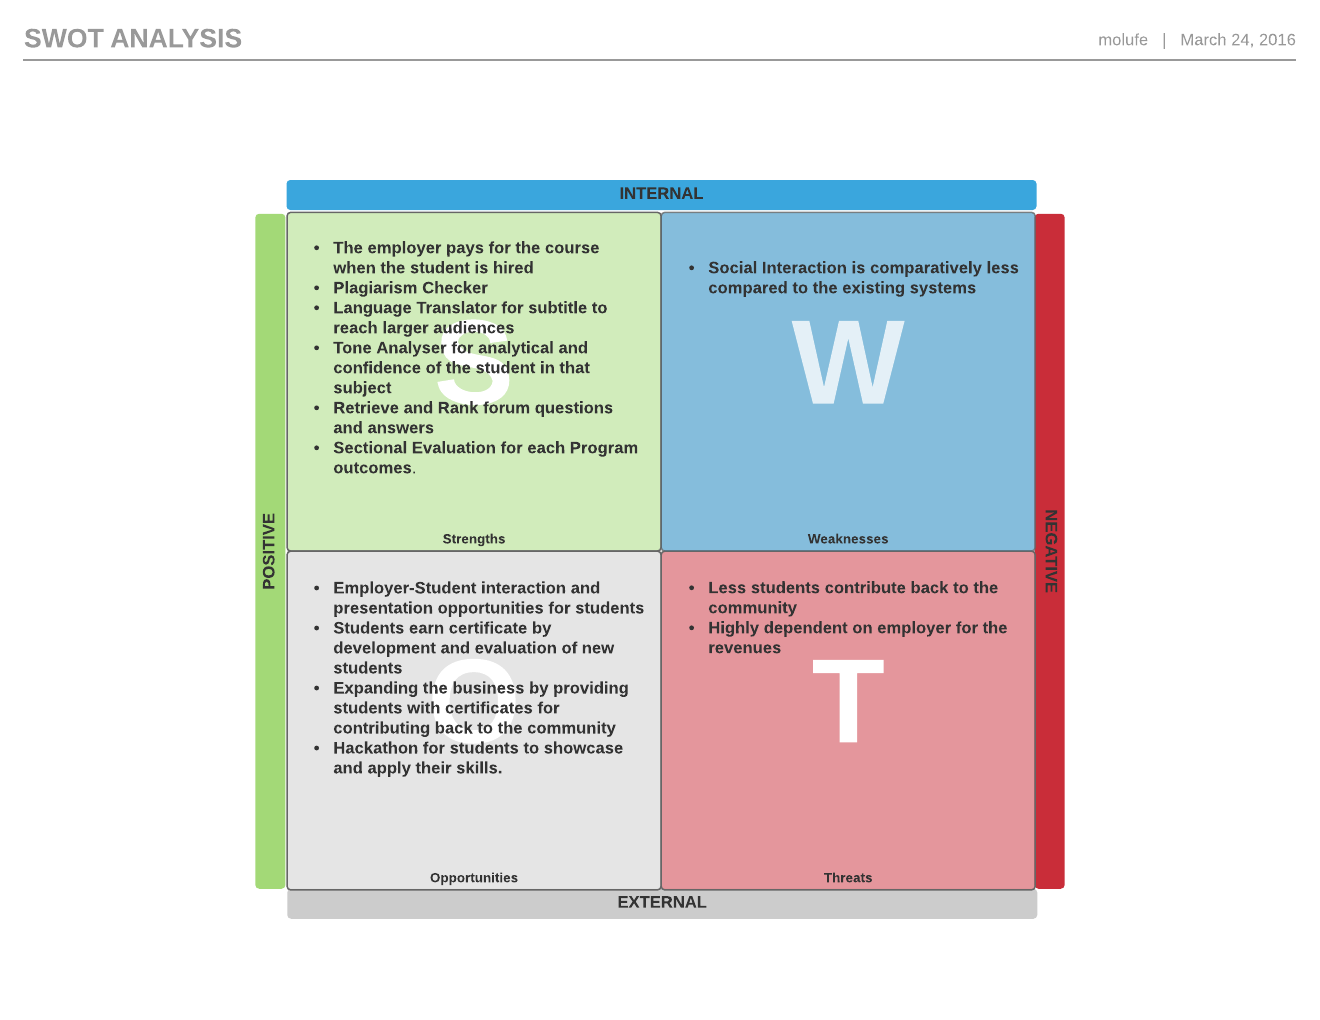 SWOT ANALYSIS
molufe | March 24, 2016
INTERNAL
POSITIVE
• The employer pays for the course
when the student is hired
• Plagiarism Checker
• Language Translator for subtitle to
reach larger audiences
• Tone Analyser for analytical and
confidence of the student in that
subject
• Retrieve and Rank forum questions
and answers
• Sectional Evaluation for each Program
outcomes.
S
Strengths
• Social Interaction is comparatively less
compared to the existing systems
W
Weaknesses
NEGATIVE
• Employer-Student interaction and
presentation opportunities for students
• Students earn certificate by
development and evaluation of new
students
• Expanding the business by providing
students with certificates for
contributing back to the community
• Hackathon for students to showcase
and apply their skills.
O
Opportunities
• Less students contribute back to the
community
• Highly dependent on employer for the
revenues
T
Threats
EXTERNAL